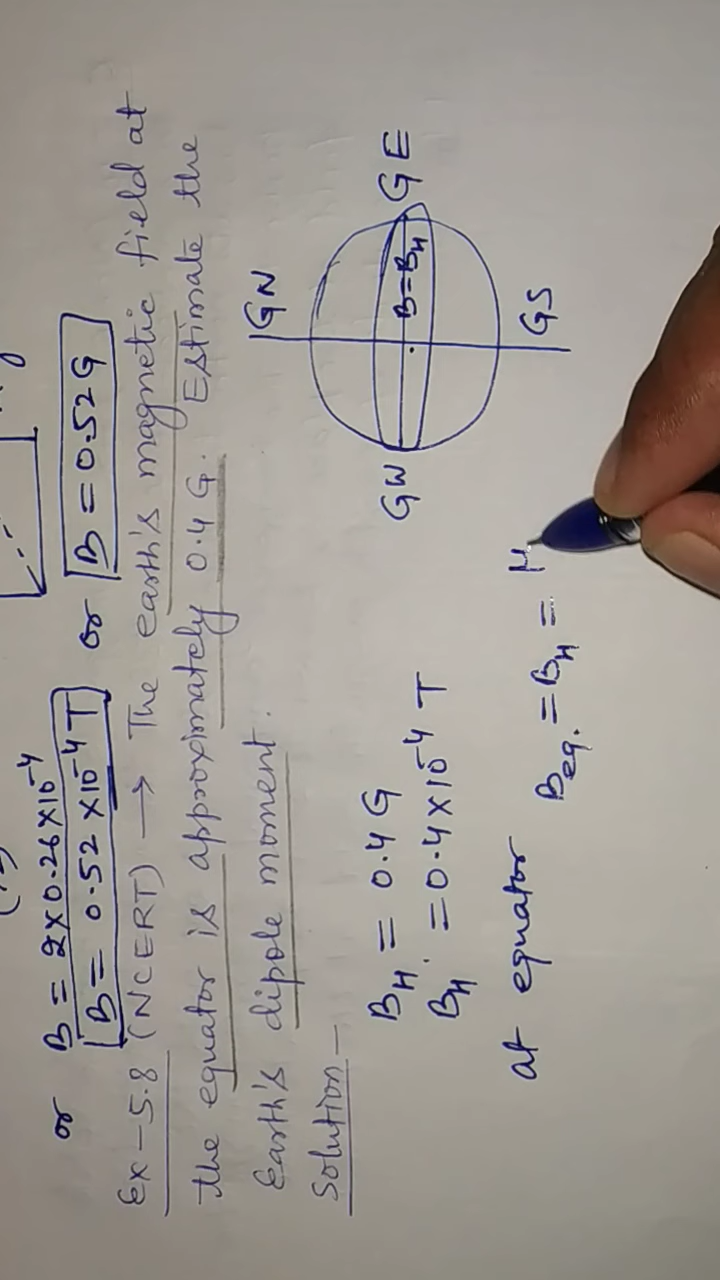 or B = 2×0.26×10⁻⁴
B = 0.52×10⁻⁴ T or B = 0.52G
Ex-5.8 (NCERT) → The earth's magnetic field at
the equator is approximately 0.4 G. Estimate the
Earth's dipole moment.
Solution-
B_H = 0.4 G
B_H = 0.4×10⁻⁴ T
at equator B_eq. = B_H = μ
GN
GE
B=B_H
GW
GS